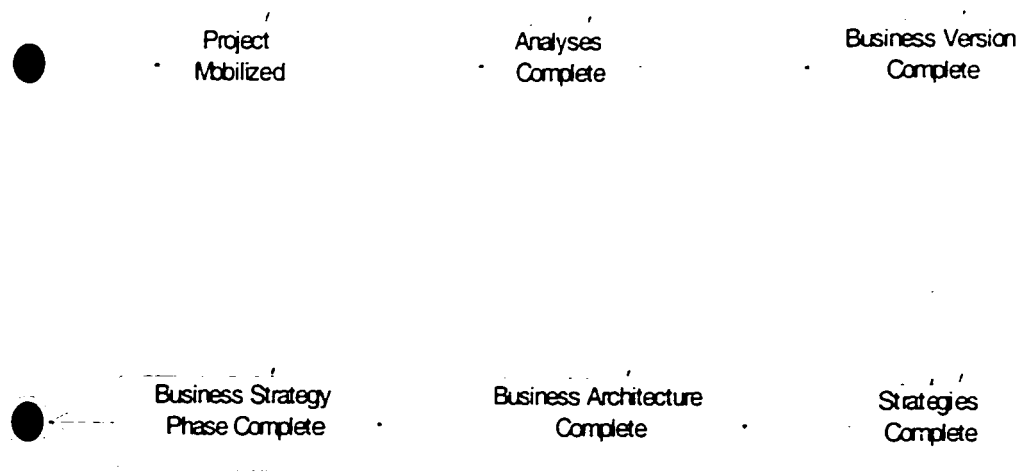 Project
Mobilized
Analyses
Complete
Business Version
Complete
Business Strategy
Phase Complete
Business Architecture
Complete
Strategies
Complete